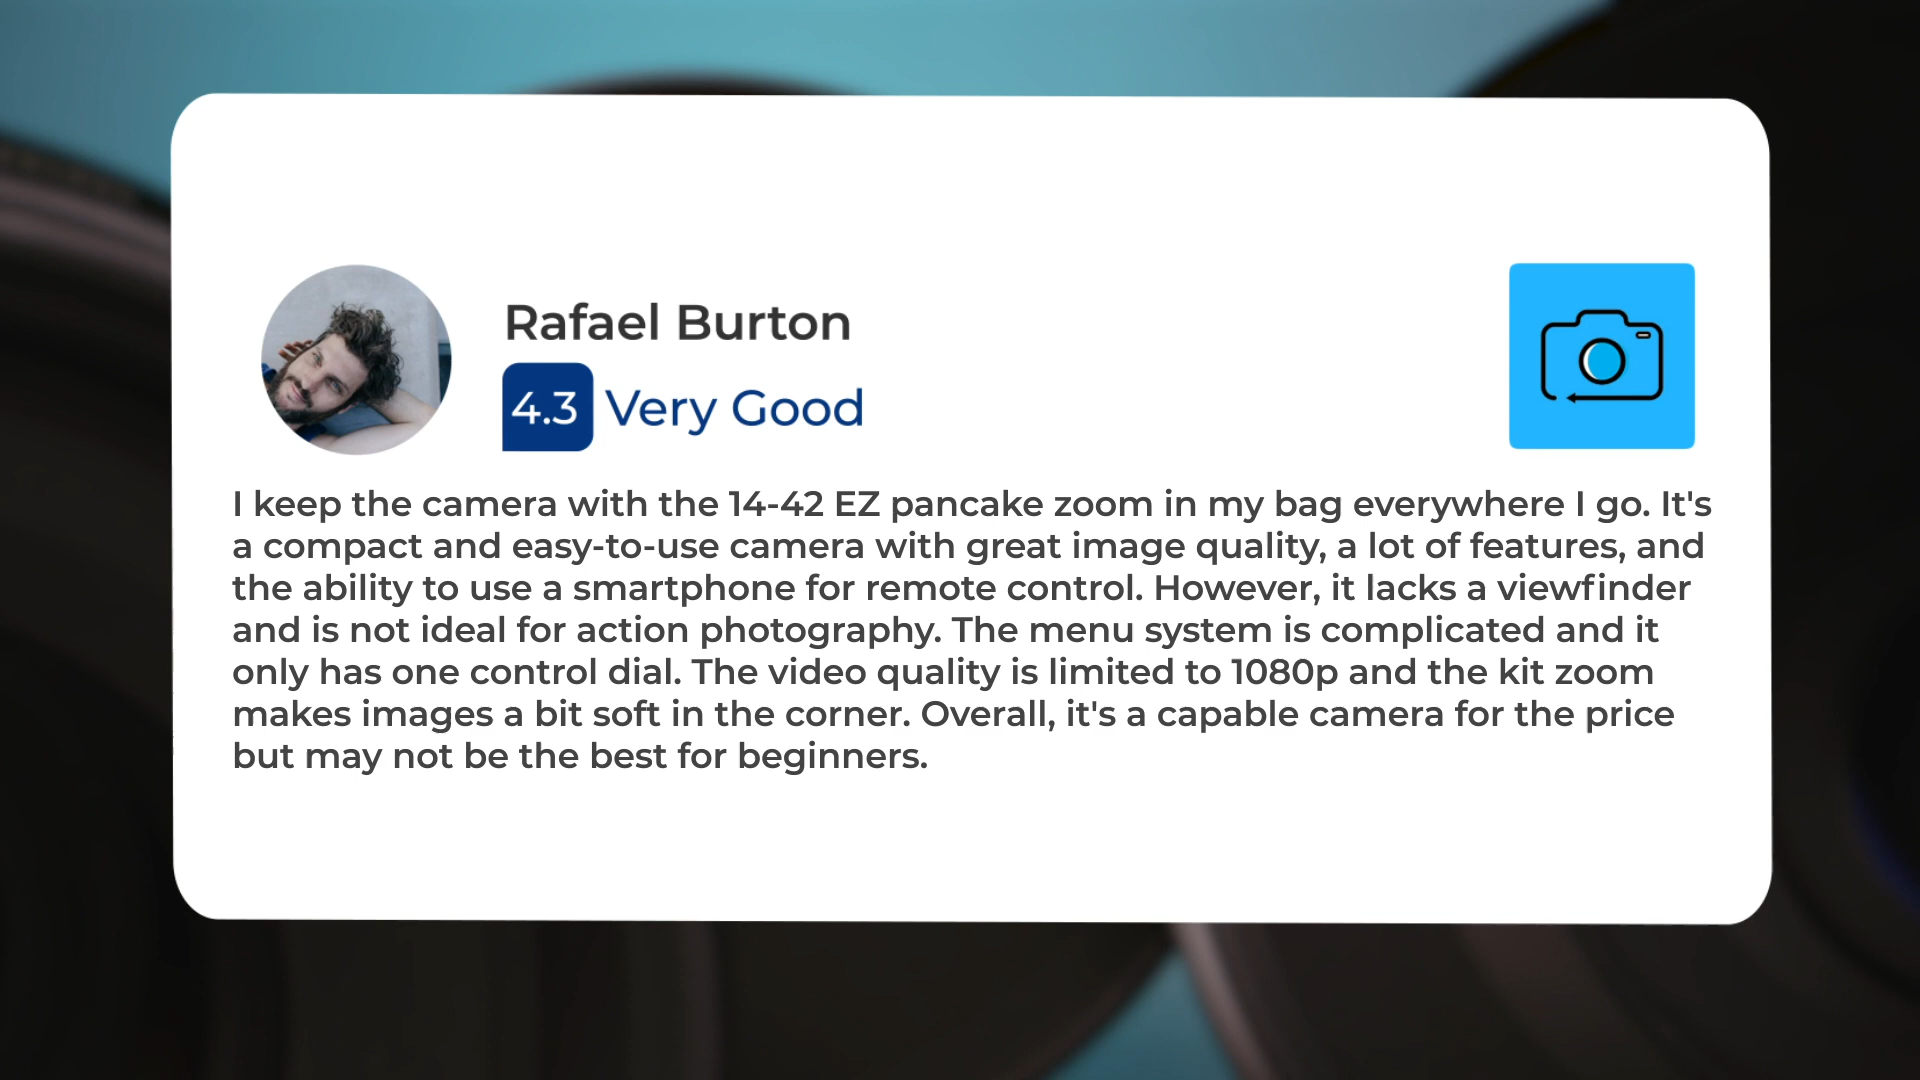 Rafael Burton
4.3 Very Good
I keep the camera with the 14-42 EZ pancake zoom in my bag everywhere I go. It's
a compact and easy-to-use camera with great image quality, a lot of features, and
the ability to use a smartphone for remote control. However, it lacks a viewfinder
and is not ideal for action photography. The menu system is complicated and it
only has one control dial. The video quality is limited to 1080p and the kit zoom
makes images a bit soft in the corner. Overall, it's a capable camera for the price
but may not be the best for beginners.